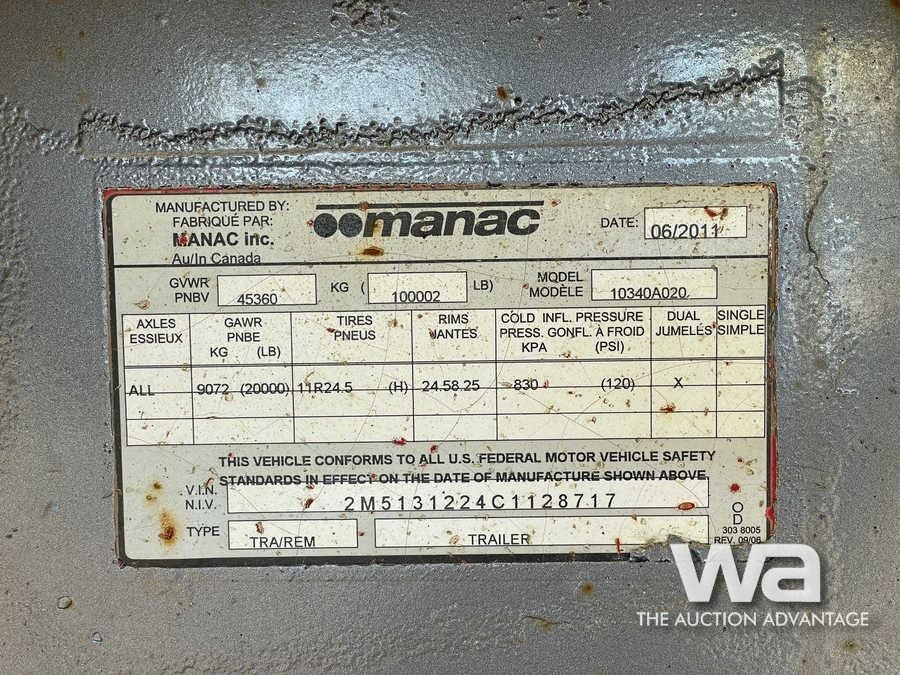 MANUFACTURED BY:
FABRIQUÉ PAR:
MANAC inc.
Au/In Canada
manac
DATE: 06/2011
GVWR
PNBV 45360 KG ( 100002 LB)
MODEL
MODÈLE 10340A020
AXLES
ESSIEUX
GAWR
PNBE
KG (LB)
TIRES
PNEUS
RIMS
JANTES
COLD INFL. PRESSURE
PRESS. GONFL. À FROID
KPA (PSI)
DUAL
JUMELÉS
SINGLE
SIMPLE
ALL 9072 (20000) 11R24.5 (H) 24.58.25 830 (120) X
THIS VEHICLE CONFORMS TO ALL U.S. FEDERAL MOTOR VEHICLE SAFETY
STANDARDS IN EFFECT ON THE DATE OF MANUFACTURE SHOWN ABOVE.
V.I.N.
N.I.V. 2M5131224C1128717
TYPE TRA/REM TRAILER
O
D
303 8005
REV. 09/06
wa
THE AUCTION ADVANTAGE